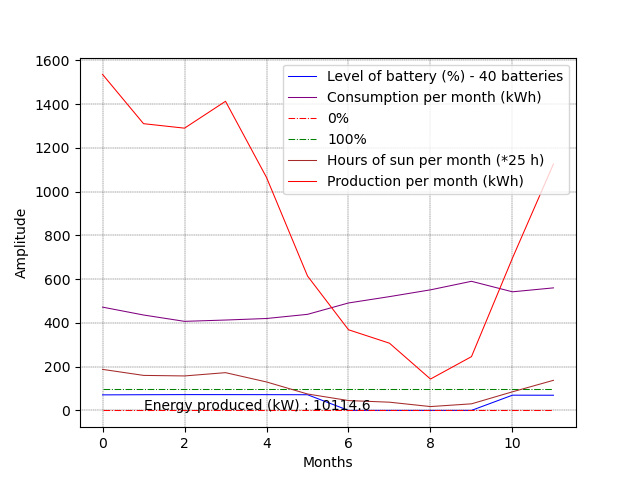 Level of battery (%) - 40 batteries
Consumption per month (kWh)
0%
100%
Hours of sun per month (*25 h)
Production per month (kWh)
1600
1400
1200
1000
800
600
400
200
0
Amplitude
Energy produced (kW) : 10114.6
0 2 4 6 8 10
Months